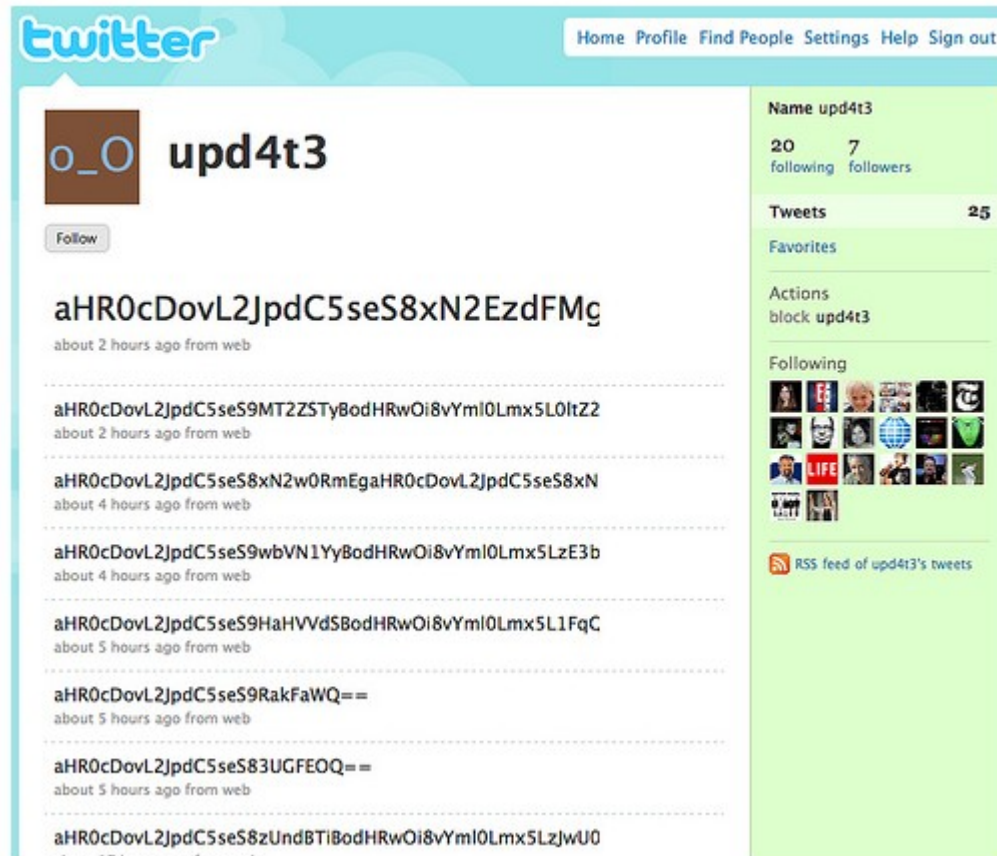 twitter
Home Profile Find People Settings Help Sign out
o_O
upd4t3
Follow
aHR0cDovL2JpdC5seS8xN2EzdFMg
about 2 hours ago from web
aHR0cDovL2JpdC5seS9MT2ZSTyBodHRwOi8vYml0Lmx5L0ltZ2
about 2 hours ago from web
aHR0cDovL2JpdC5seS8xN2w0RmEgaHR0cDovL2JpdC5seS8xN
about 4 hours ago from web
aHR0cDovL2JpdC5seS9wbVN1YyBodHRwOi8vYml0Lmx5LzE3b
about 4 hours ago from web
aHR0cDovL2JpdC5seS9HaHVVdSBodHRwOi8vYml0Lmx5L1FqC
about 5 hours ago from web
aHR0cDovL2JpdC5seS9RakFaWQ==
about 5 hours ago from web
aHR0cDovL2JpdC5seS83UGFEOQ==
about 5 hours ago from web
aHR0cDovL2JpdC5seS8zUndBTiBodHRwOi8vYml0Lmx5LzJwU0
Name upd4t3
20 7
following followers
Tweets 25
Favorites
Actions
block upd4t3
Following
LIFE
RSS feed of upd4t3's tweets